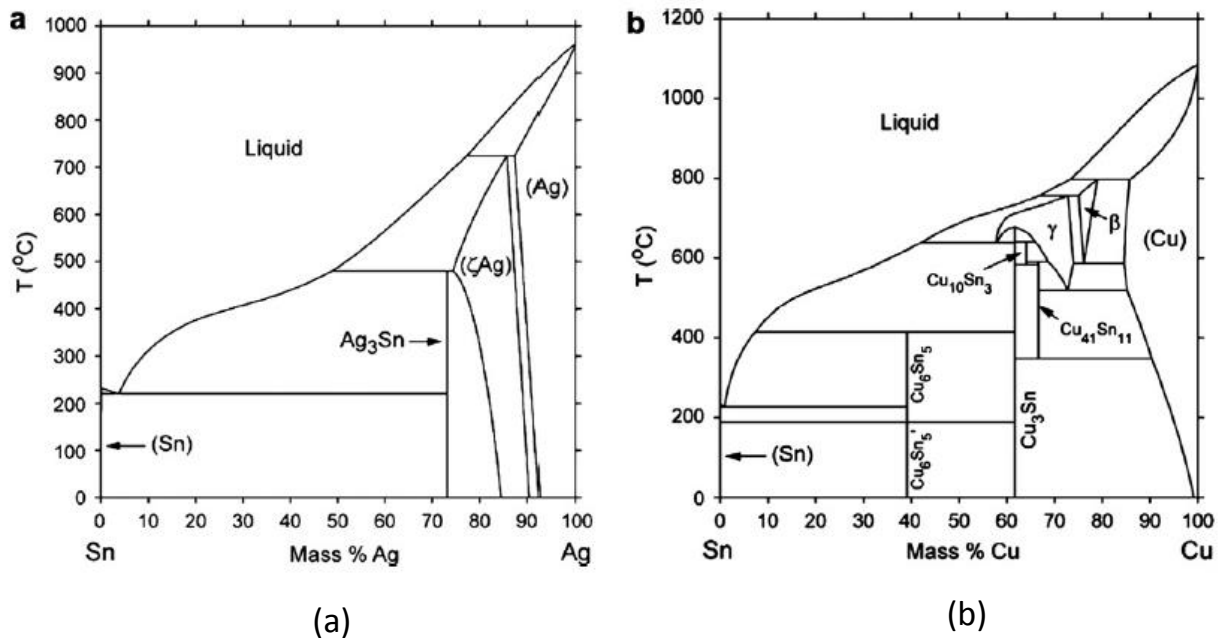 a
1000
900
800
700
600
500
400
300
200
100
0
T (°C)
Liquid
(Ag)
(ζAg)
Ag₃Sn
(Sn)
0 10 20 30 40 50 60 70 80 90 100
Sn Mass % Ag Ag
(a)
b
1200
1000
800
600
400
200
0
T (°C)
Liquid
β
γ
(Cu)
Cu₁₀Sn₃
Cu₄₁Sn₁₁
Cu₆Sn₅
Cu₃Sn
Cu₆Sn₅'
(Sn)
0 10 20 30 40 50 60 70 80 90 100
Sn Mass % Cu Cu
(b)